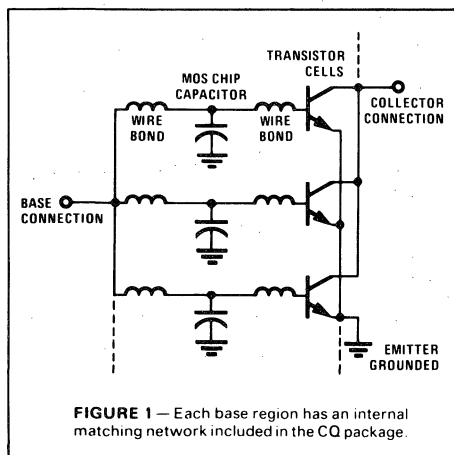 TRANSISTOR
CELLS
MOS CHIP
CAPACITOR
COLLECTOR
CONNECTION
WIRE
BOND
WIRE
BOND
BASE
CONNECTION
EMITTER
GROUNDED
FIGURE 1 — Each base region has an internal
matching network included in the CQ package.